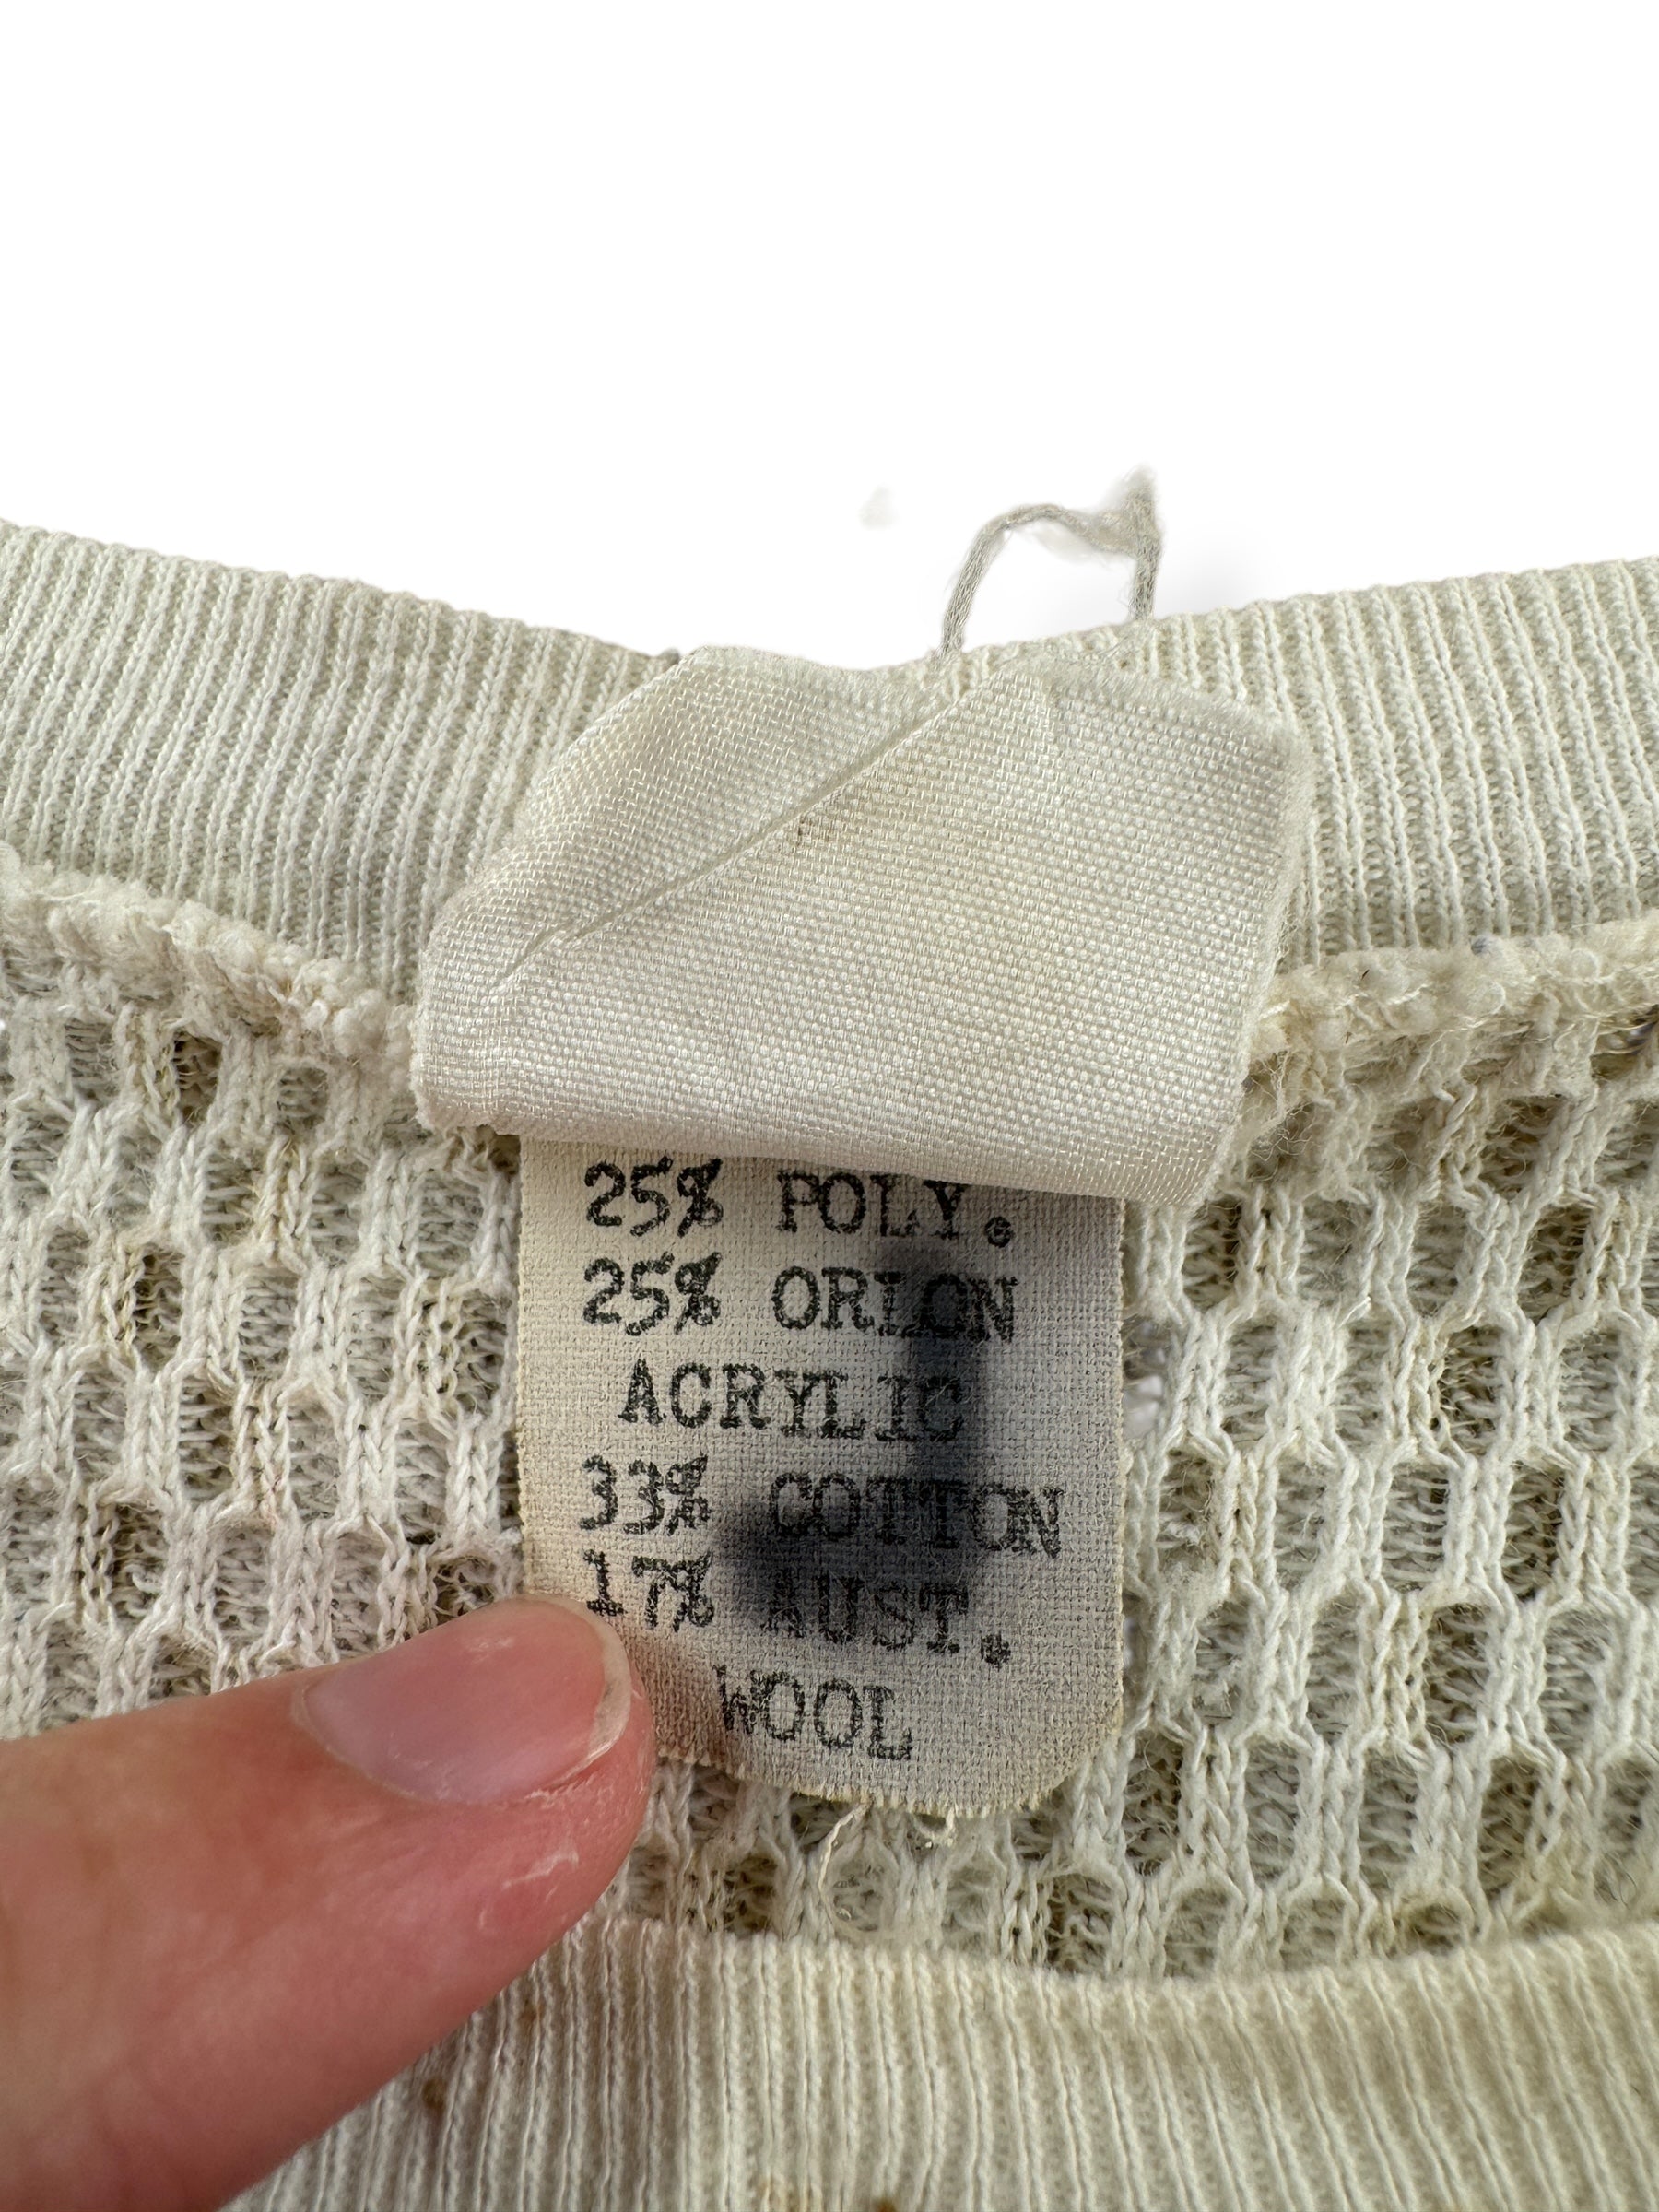 25% POLY.
25% ORLON
ACRYLIC
33% COTTON
17% AUST.
WOOL